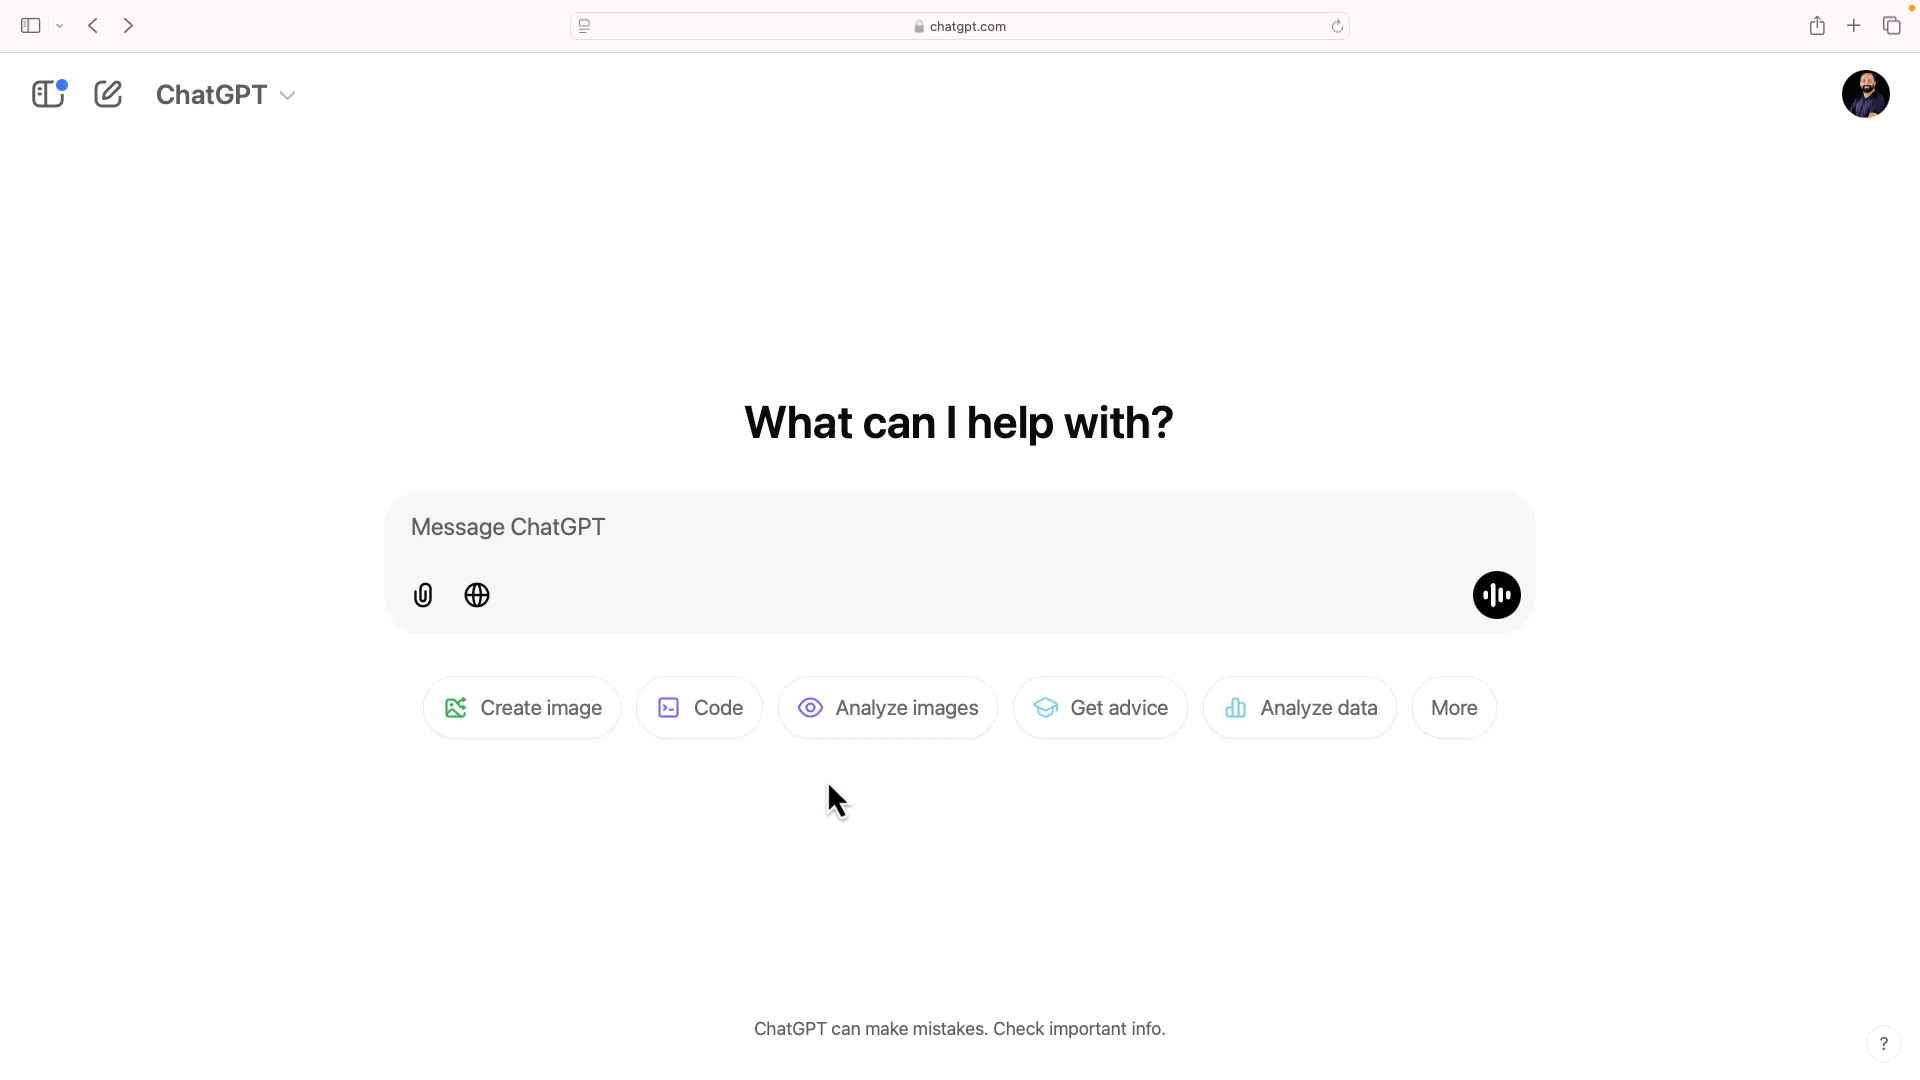 chatgpt.com
ChatGPT
What can I help with?
Message ChatGPT
Create image
Code
Analyze images
Get advice
Analyze data
More
ChatGPT can make mistakes. Check important info.
?